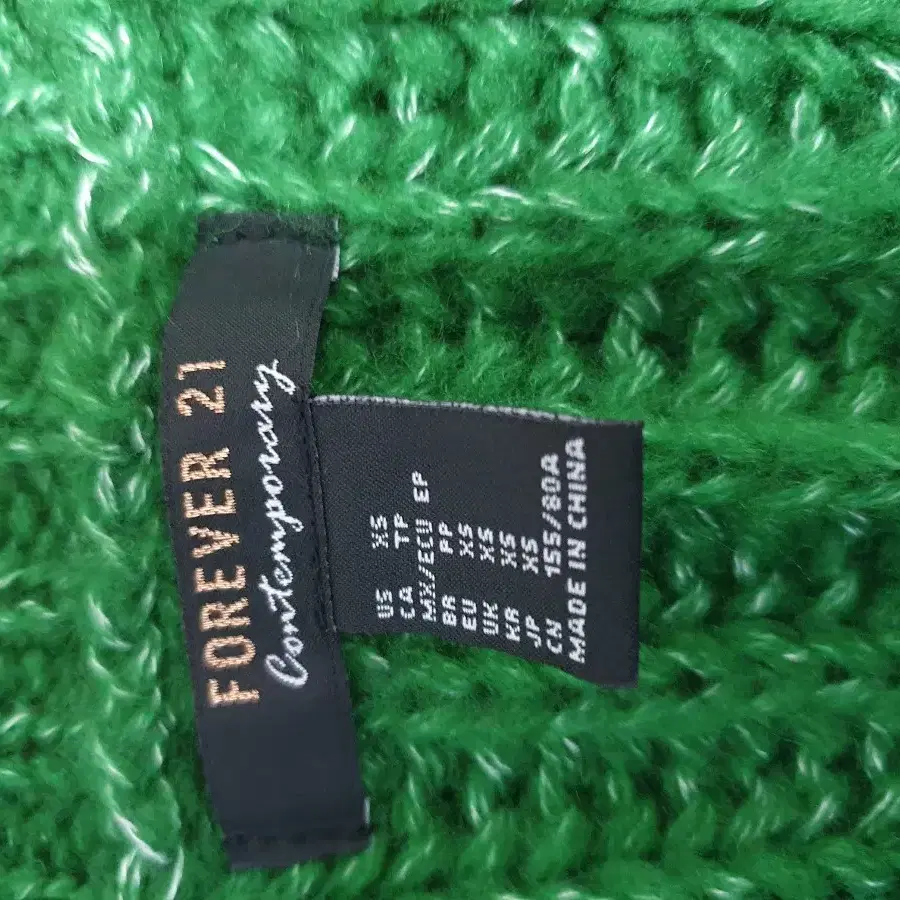 FOREVER 21
Contemporary
US XS
CA TP
MX/ECU EP
BR PP
EU XS
UK XS
KR XS
JP XS
CN 155/80A
MADE IN CHINA